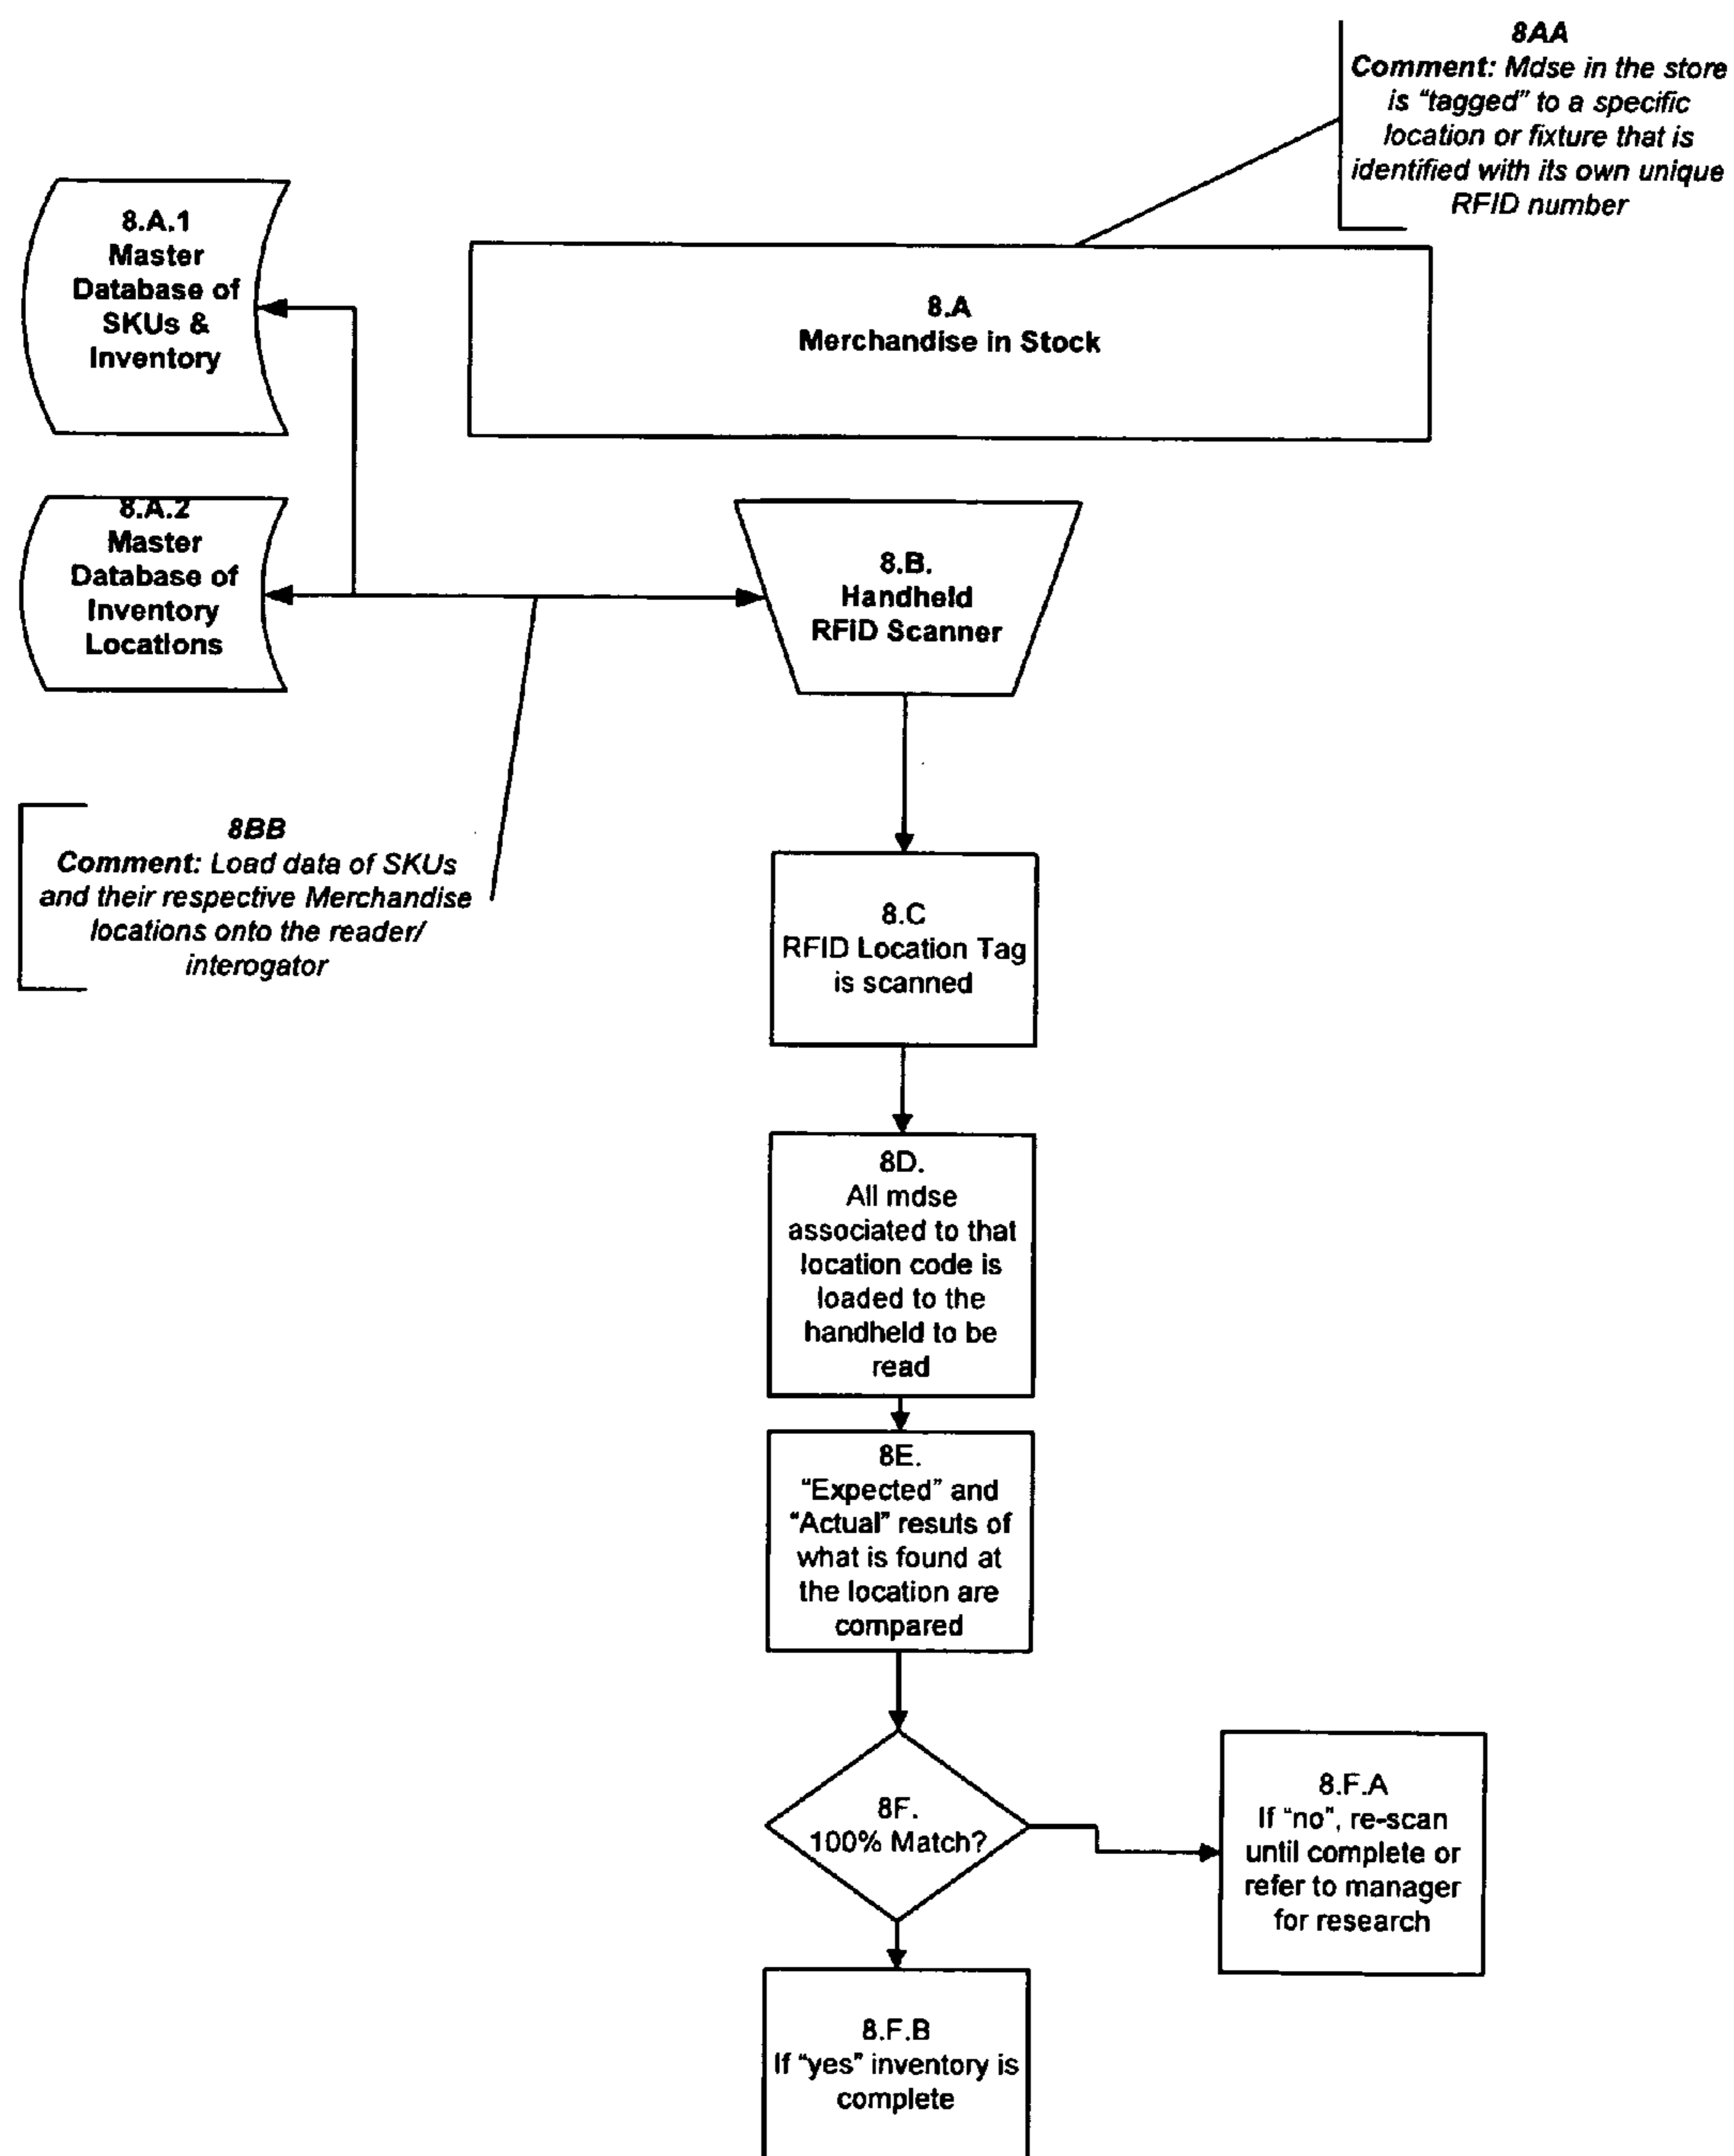 8AA
Comment: Mdse in the store
is "tagged" to a specific
location or fixture that is
identified with its own unique
RFID number
8.A.1
Master
Database of
SKUs &
Inventory
8.A
Merchandise in Stock
8.A.2
Master
Database of
Inventory
Locations
8.B.
Handheld
RFID Scanner
8BB
Comment: Load data of SKUs
and their respective Merchandise
locations onto the reader/
interogator
8.C
RFID Location Tag
is scanned
8D.
All mdse
associated to that
location code is
loaded to the
handheld to be
read
8E.
"Expected" and
"Actual" resuts of
what is found at
the location are
compared
8F.
100% Match?
8.F.A
If "no", re-scan
until complete or
refer to manager
for research
8.F.B
If "yes" inventory is
complete